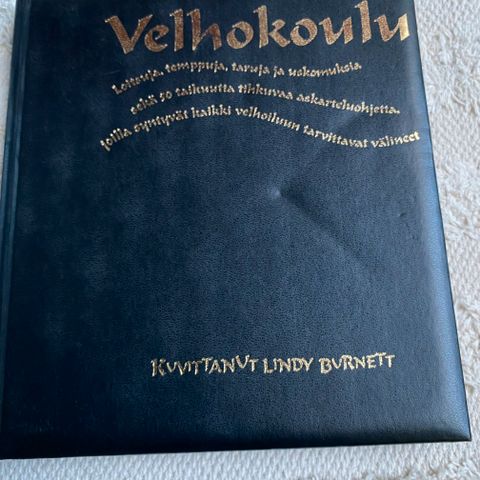 Velhokoulu
Loitsuja, temppuja, taruja ja uskomuksia
sekä 50 taikuutta tihkuvaa askarteluohjetta,
joilla syntyvät kaikki velhoiluun tarvittavat välineet
KUVITTANUT LINDY BURNETT